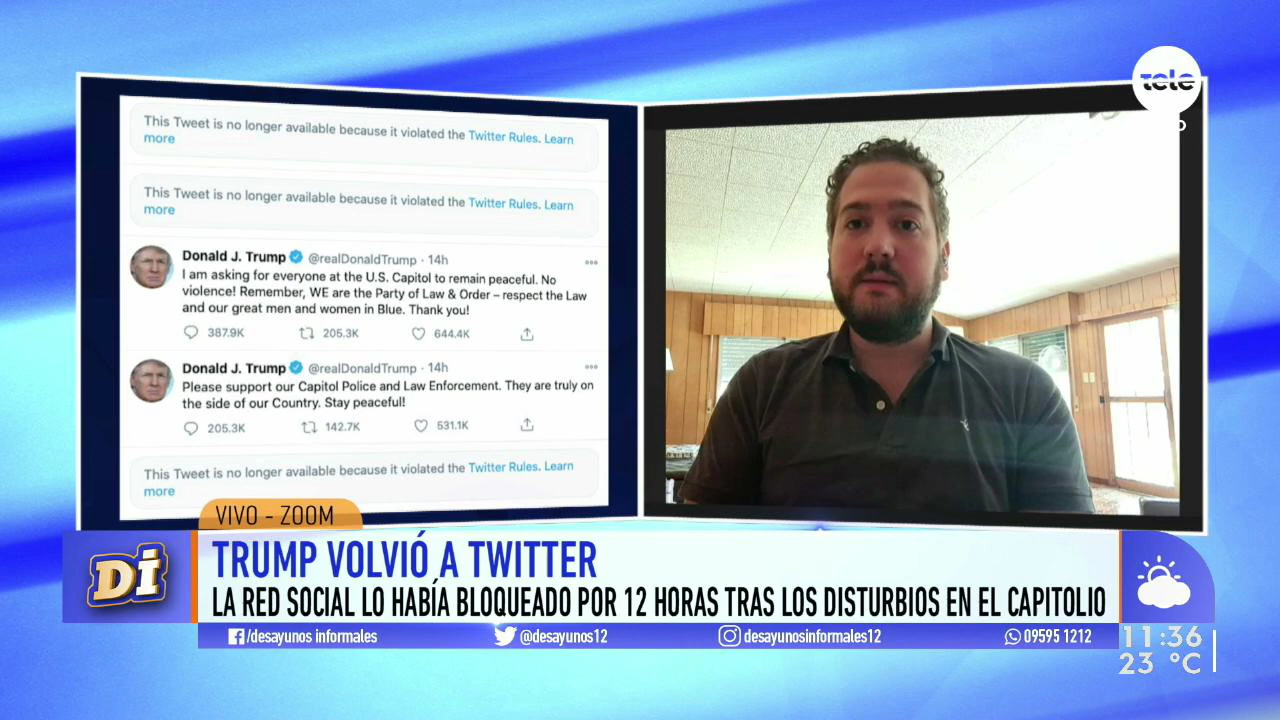 tele
This Tweet is no longer available because it violated the Twitter Rules. Learn
more
This Tweet is no longer available because it violated the Twitter Rules. Learn
more
Donald J. Trump @realDonaldTrump · 14h
I am asking for everyone at the U.S. Capitol to remain peaceful. No
violence! Remember, WE are the Party of Law & Order – respect the Law
and our great men and women in Blue. Thank you!
387.9K 205.3K 644.4K
Donald J. Trump @realDonaldTrump · 14h
Please support our Capitol Police and Law Enforcement. They are truly on
the side of our Country. Stay peaceful!
205.3K 142.7K 531.1K
This Tweet is no longer available because it violated the Twitter Rules. Learn
more
VIVO - ZOOM
Di
TRUMP VOLVIÓ A TWITTER
LA RED SOCIAL LO HABÍA BLOQUEADO POR 12 HORAS TRAS LOS DISTURBIOS EN EL CAPITOLIO
/desayunos informales @desayunos12 desayunosinformales12 09595 1212
11:36
23 °C